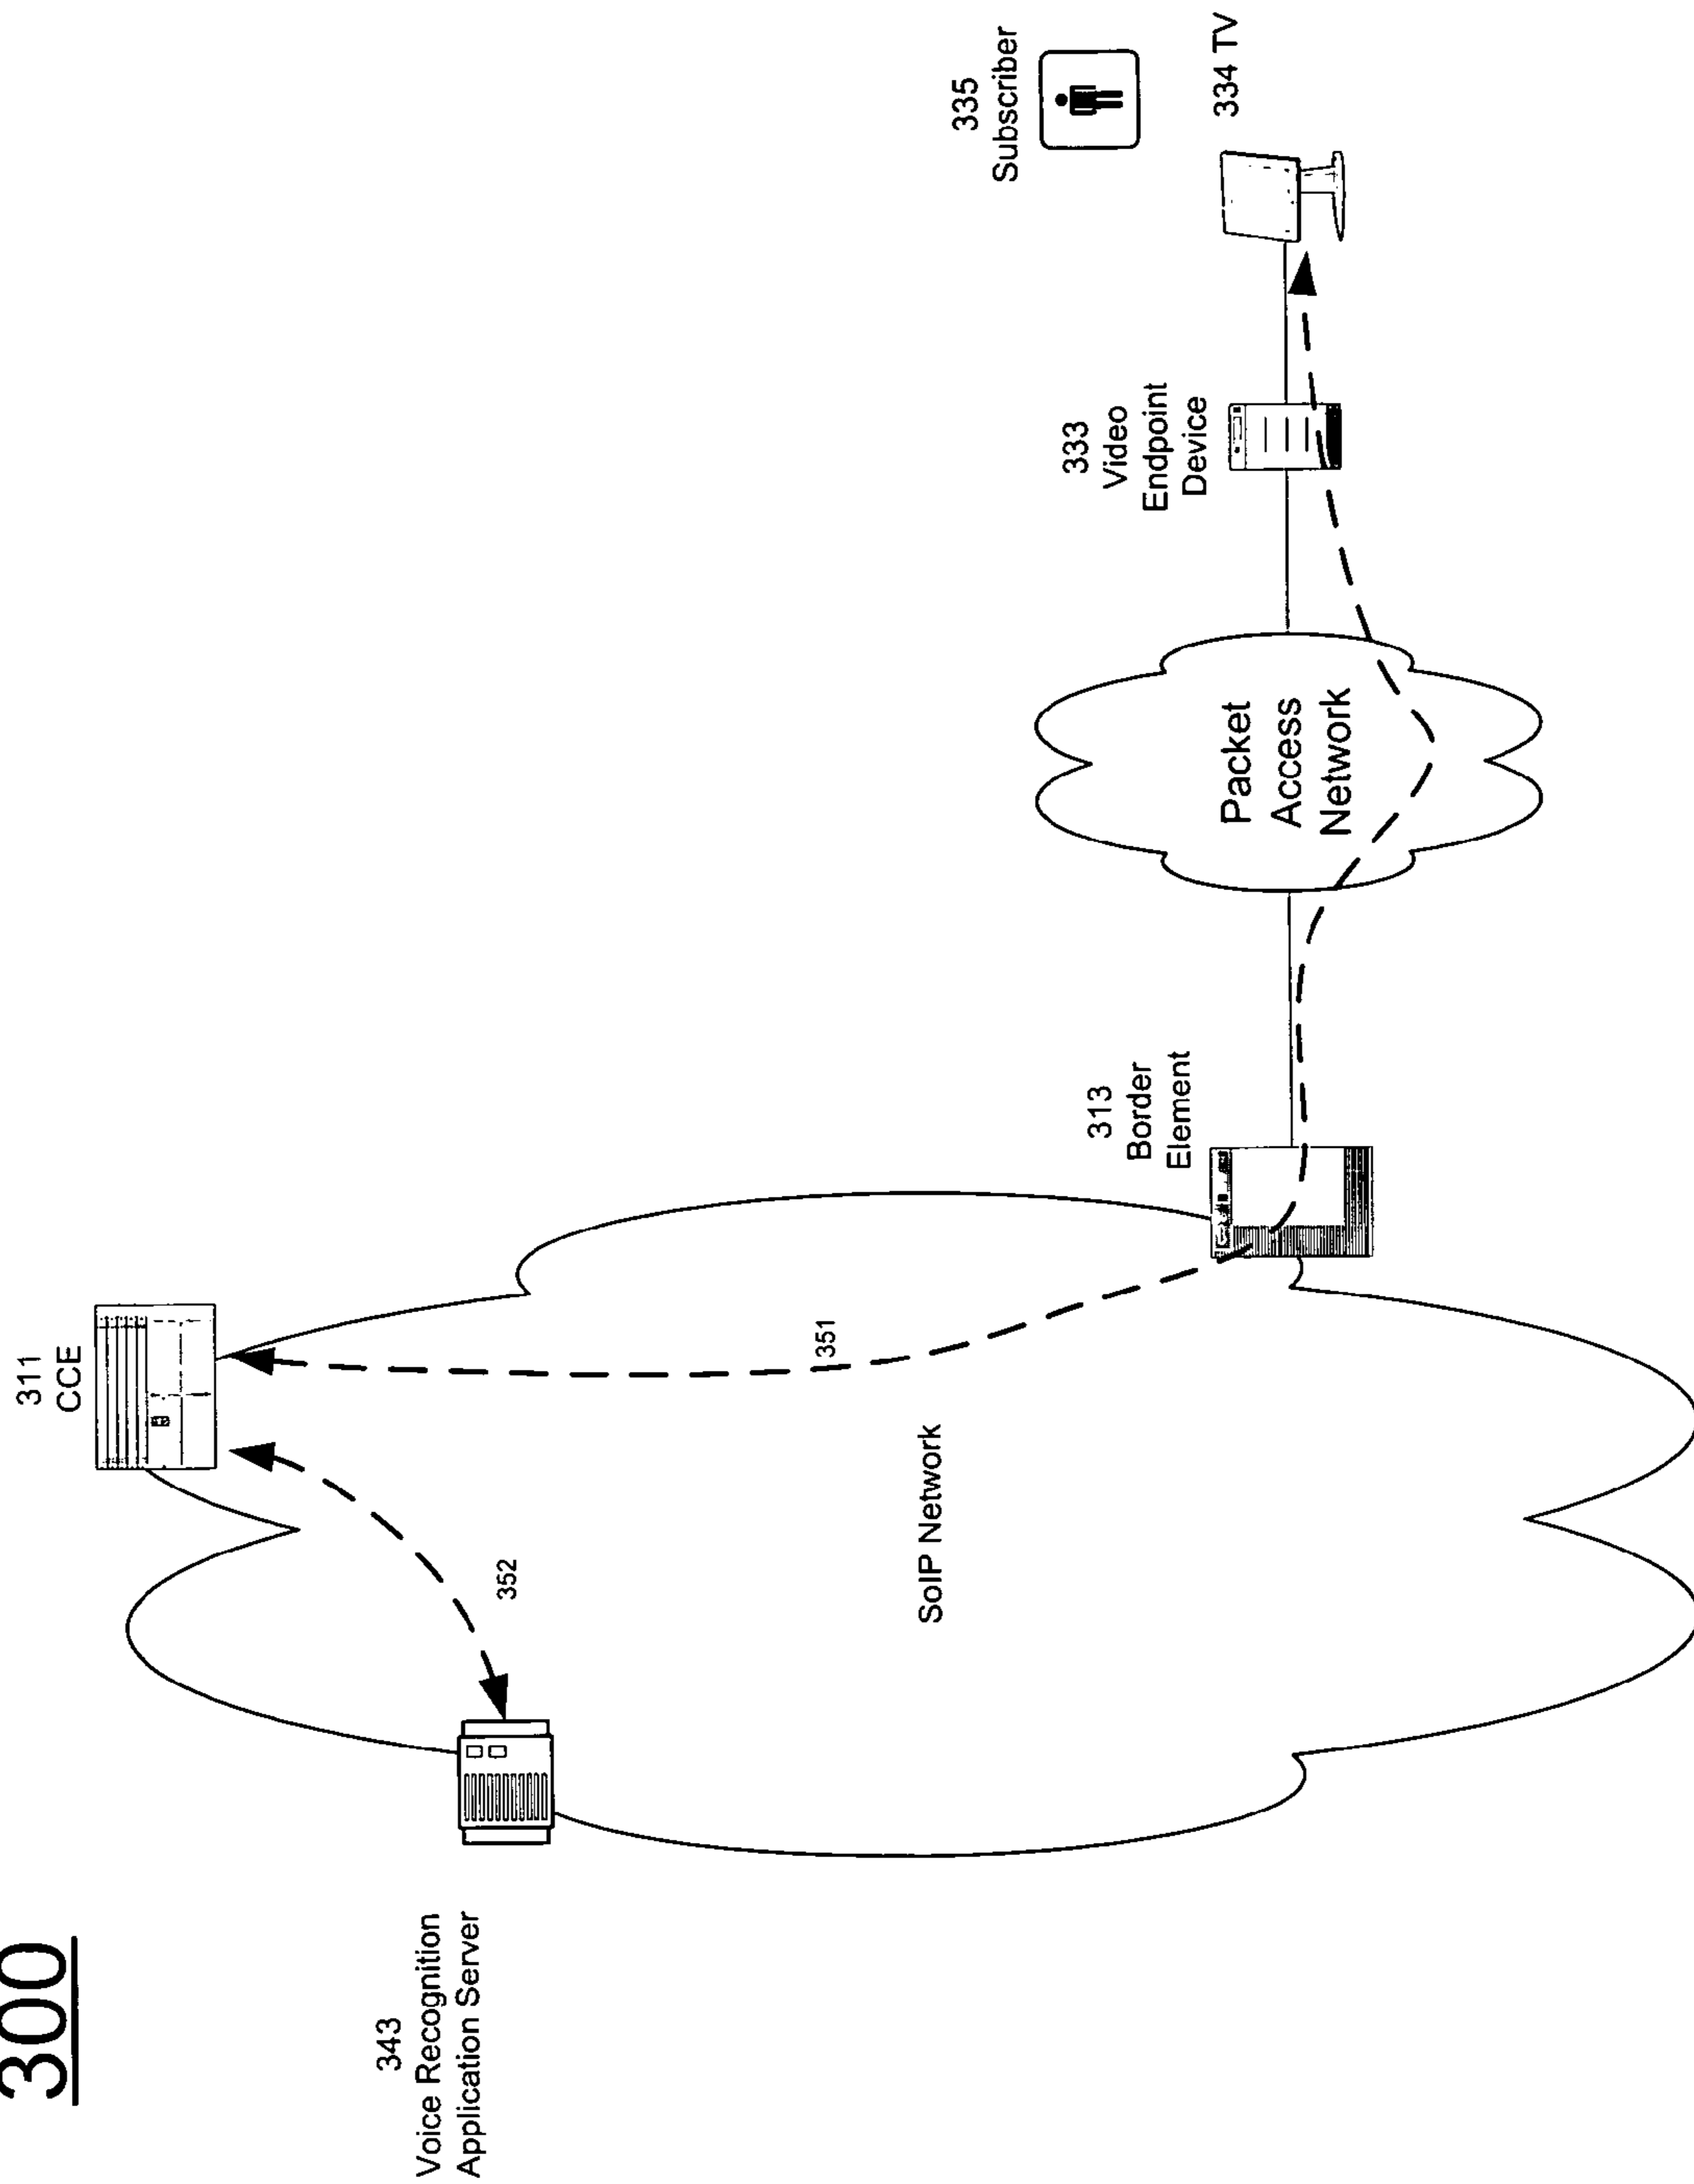 300
343
Voice Recognition
Application Server
311
CCE
352
351
SoIP Network
313
Border
Element
Packet
Access
Network
333
Video
Endpoint
Device
335
Subscriber
334 TV